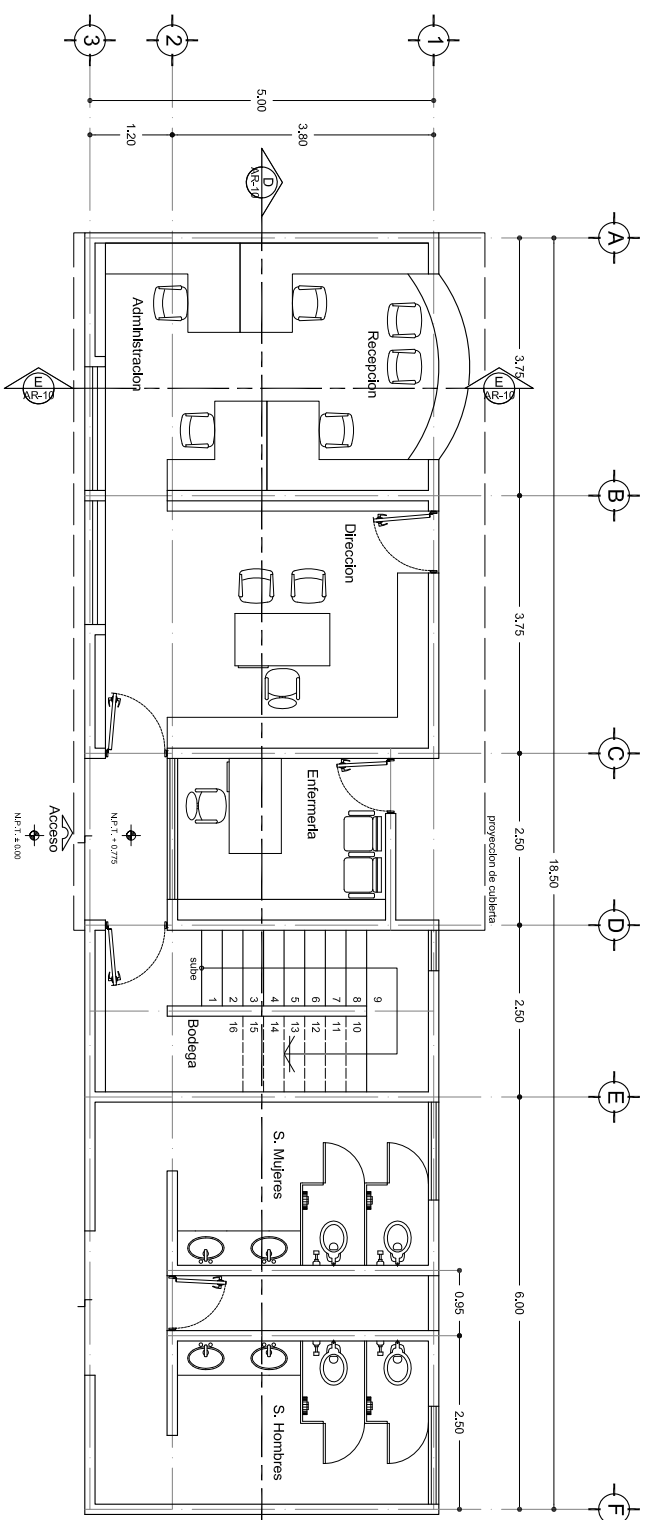 A
B
C
D
E
F
18.50
3.75
3.75
2.50
2.50
6.00
0.95
2.50
proyeccion de cubierta
1
2
3
5.00
3.80
1.20
D
AR-10
E
AR-10
E
AR-10
Recepcion
Administracion
Direccion
Enfermeria
Acceso
N.P.T. + 0.775
N.P.T. ± 0.00
sube
1
2
3
4
5
6
7
8
9
10
11
12
13
14
15
16
Bodega
S. Mujeres
S. Hombres